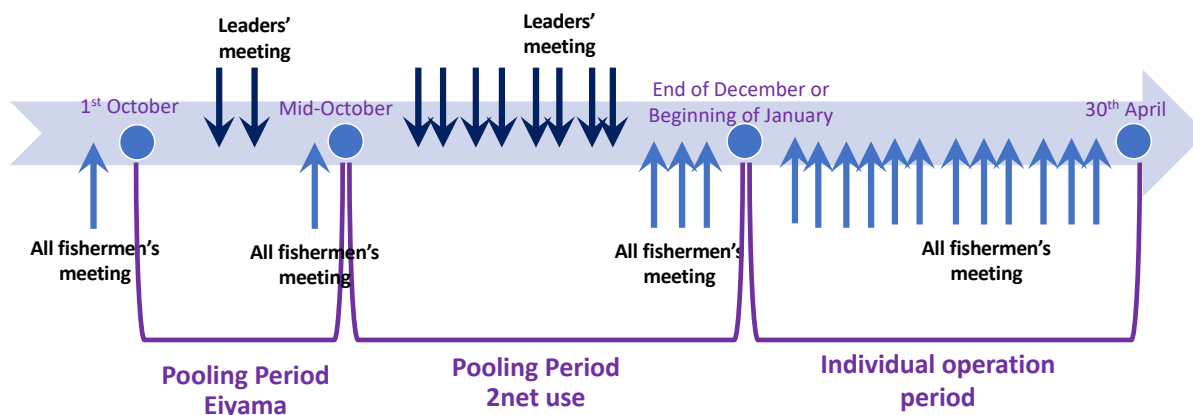 Leaders’
meeting
Leaders’
meeting
1st October
Mid-October
End of December or
Beginning of January
30th April
All fishermen’s
meeting
All fishermen’s
meeting
All fishermen’s
meeting
All fishermen’s
meeting
Pooling Period
Eiyama
Pooling Period
2net use
Individual operation
period